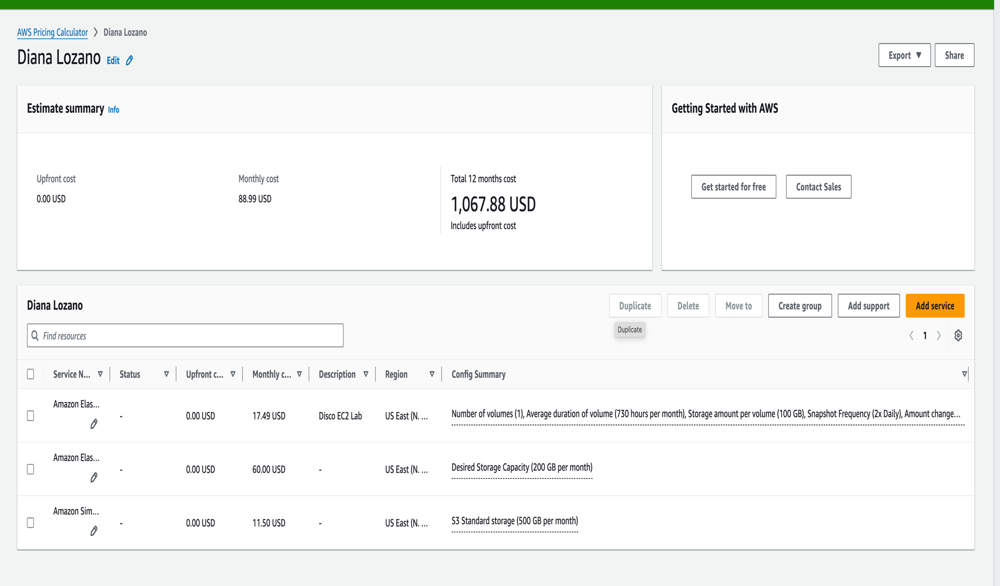 AWS Pricing Calculator > Diana Lozano
Diana Lozano Edit
Export ▼ Share
Estimate summary Info
Getting Started with AWS
Upfront cost
0.00 USD
Monthly cost
88.99 USD
Total 12 months cost
1,067.88 USD
Includes upfront cost
Get started for free Contact Sales
Diana Lozano
Duplicate Delete Move to Create group Add support Add service
Find resources
Duplicate
1
Service N... Status Upfront c... Monthly c... Description Region Config Summary
Amazon Elas... - 0.00 USD 17.49 USD Disco EC2 Lab US East (N. ... Number of volumes (1), Average duration of volume (730 hours per month), Storage amount per volume (100 GB), Snapshot Frequency (2x Daily), Amount change...
Amazon Elas... - 0.00 USD 60.00 USD - US East (N. ... Desired Storage Capacity (200 GB per month)
Amazon Sim... - 0.00 USD 11.50 USD - US East (N. ... S3 Standard storage (500 GB per month)